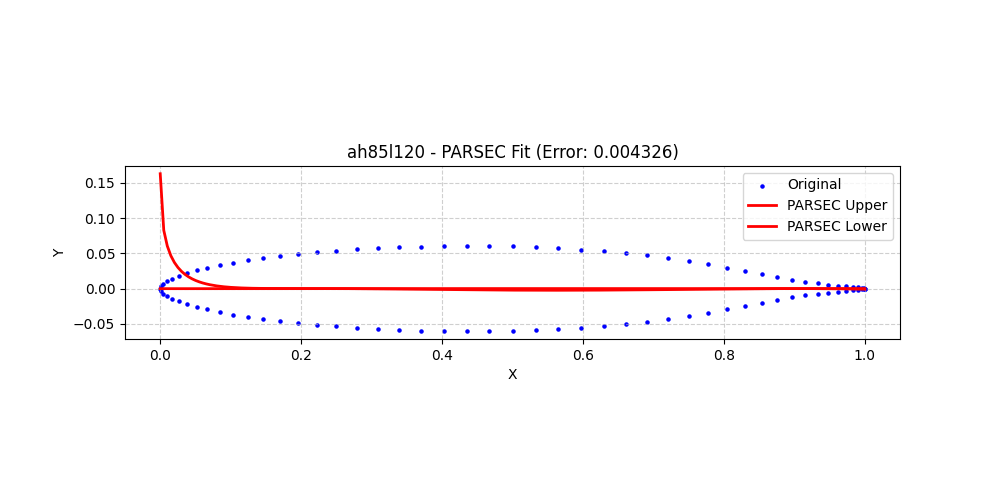 ah85l120 - PARSEC Fit (Error: 0.004326)
Original
PARSEC Upper
PARSEC Lower
Y
0.15
0.10
0.05
0.00
−0.05
0.0 0.2 0.4 0.6 0.8 1.0
X